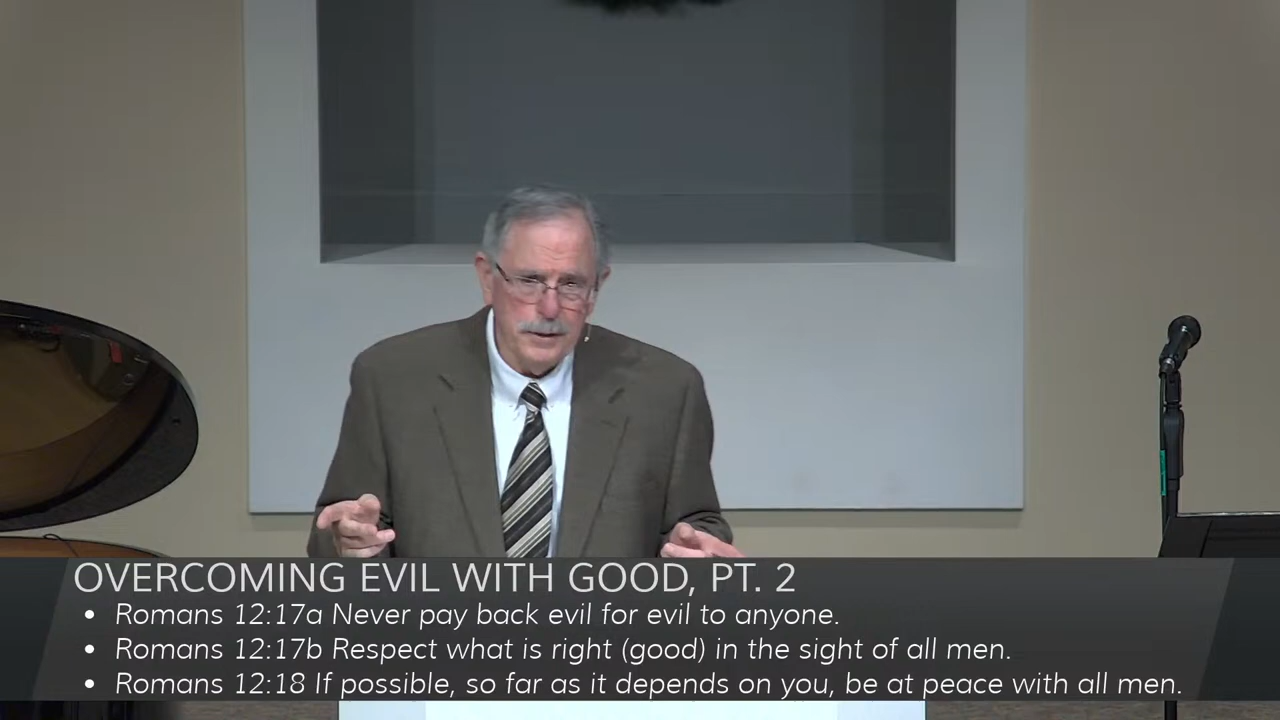 OVERCOMING EVIL WITH GOOD, PT. 2
• Romans 12:17a Never pay back evil for evil to anyone.
• Romans 12:17b Respect what is right (good) in the sight of all men.
• Romans 12:18 If possible, so far as it depends on you, be at peace with all men.